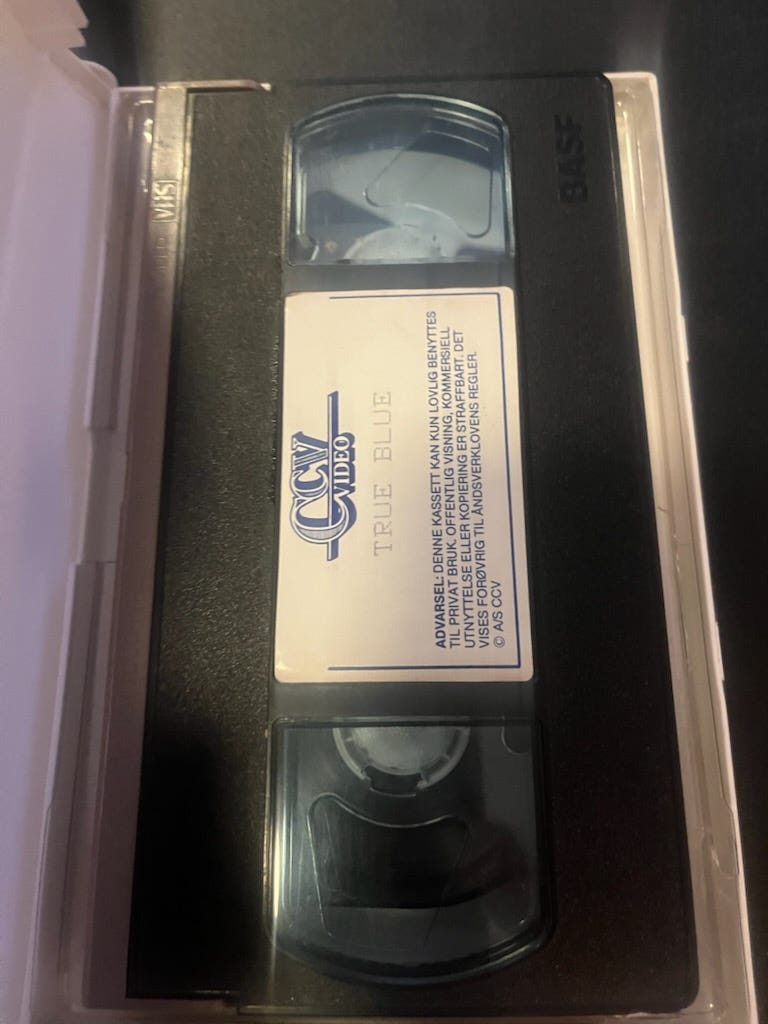 VHS
BASF
CCV
VIDEO
TRUE BLUE
ADVARSEL: DENNE KASSETT KAN KUN LOVLIG BENYTTES
TIL PRIVAT BRUK. OFFENTLIG VISNING, KOMMERSIELL
UTNYTTELSE ELLER KOPIERING ER STRAFFBART. DET
VISES FORØVRIG TIL ÅNDSVERKLOVENS REGLER.
© A/S CCV